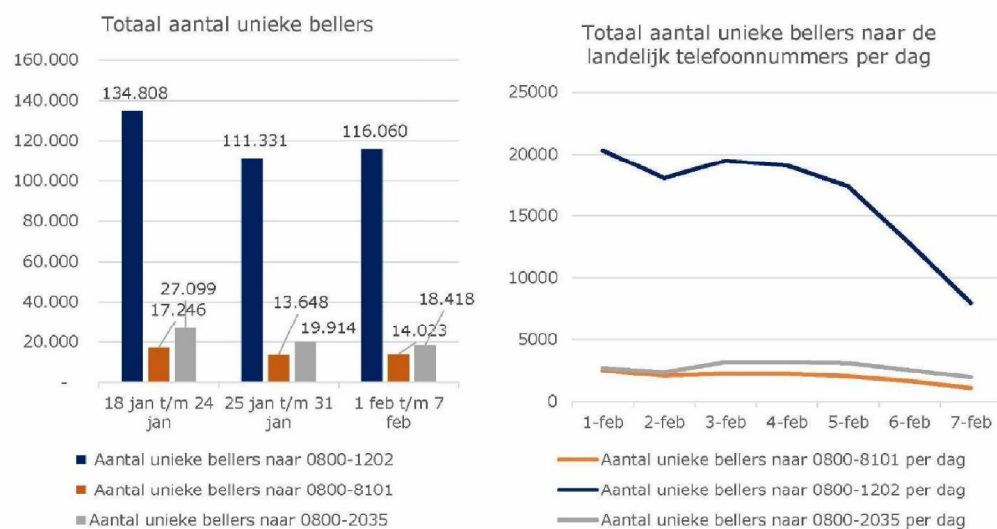 Totaal aantal unieke bellers
160.000
140.000
120.000
100.000
80.000
60.000
40.000
20.000
-
134.808
17.246
27.099
111.331
13.648
19.914
116.060
14.023
18.418
18 jan t/m 24
jan
25 jan t/m 31
jan
1 feb t/m 7
feb
Aantal unieke bellers naar 0800-1202
Aantal unieke bellers naar 0800-8101
Aantal unieke bellers naar 0800-2035
Totaal aantal unieke bellers naar de
landelijk telefoonnummers per dag
25000
20000
15000
10000
5000
0
1-feb 2-feb 3-feb 4-feb 5-feb 6-feb 7-feb
Aantal unieke bellers naar 0800-8101 per dag
Aantal unieke bellers naar 0800-1202 per dag
Aantal unieke bellers naar 0800-2035 per dag